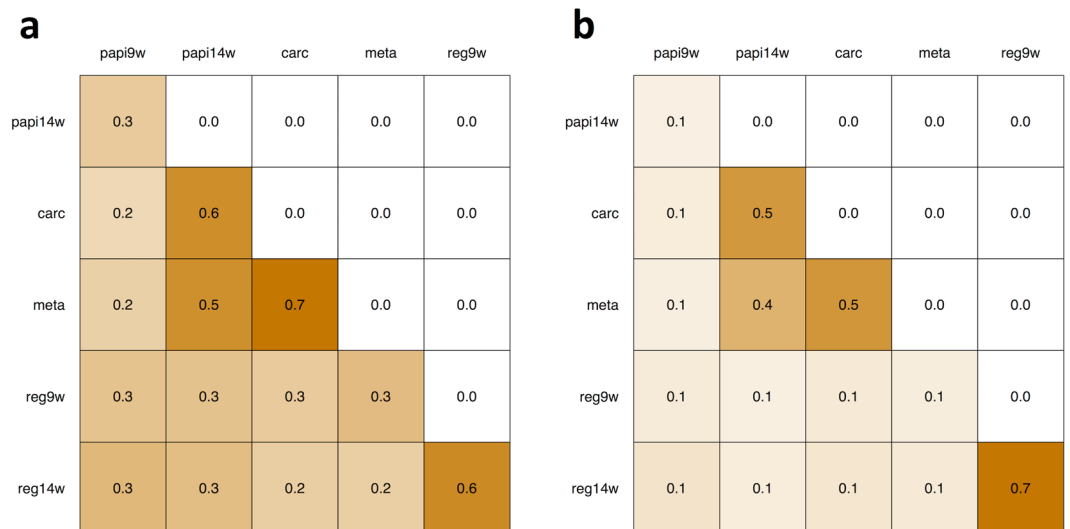 a
papi9w papi14w carc meta reg9w
papi14w 0.3 0.0 0.0 0.0 0.0
carc 0.2 0.6 0.0 0.0 0.0
meta 0.2 0.5 0.7 0.0 0.0
reg9w 0.3 0.3 0.3 0.3 0.0
reg14w 0.3 0.3 0.2 0.2 0.6
b
papi9w papi14w carc meta reg9w
papi14w 0.1 0.0 0.0 0.0 0.0
carc 0.1 0.5 0.0 0.0 0.0
meta 0.1 0.4 0.5 0.0 0.0
reg9w 0.1 0.1 0.1 0.1 0.0
reg14w 0.1 0.1 0.1 0.1 0.7